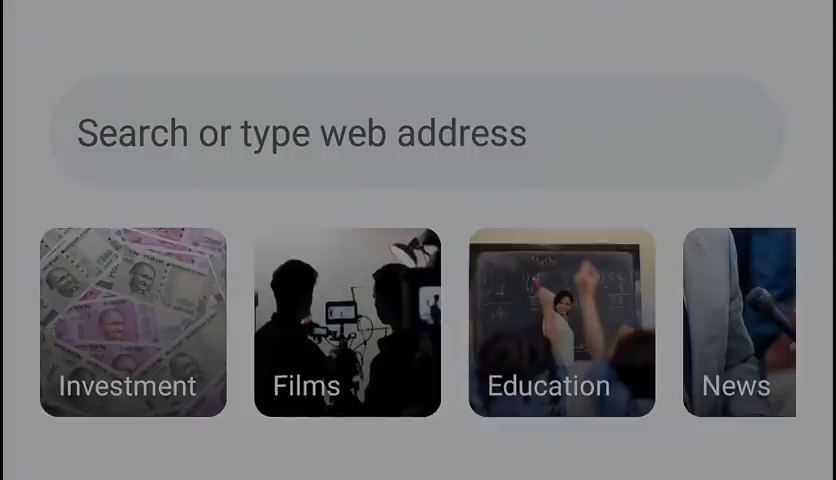 Search or type web address
Investment
Films
Education
News